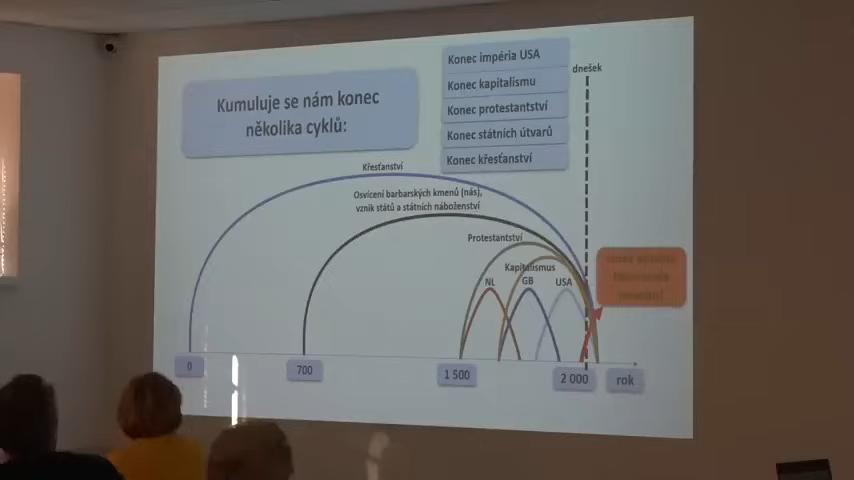 Kumuluje se nám konec
několika cyklů:
Konec impéria USA
Konec kapitalismu
Konec protestantství
Konec státních útvarů
Konec křesťanství
dnešek
Křesťanství
Osvícení barbarských kmenů (nás),
vznik států a státních náboženství
Protestantství
Kapitalismus
NL
GB
USA
0
700
1 500
2 000
rok